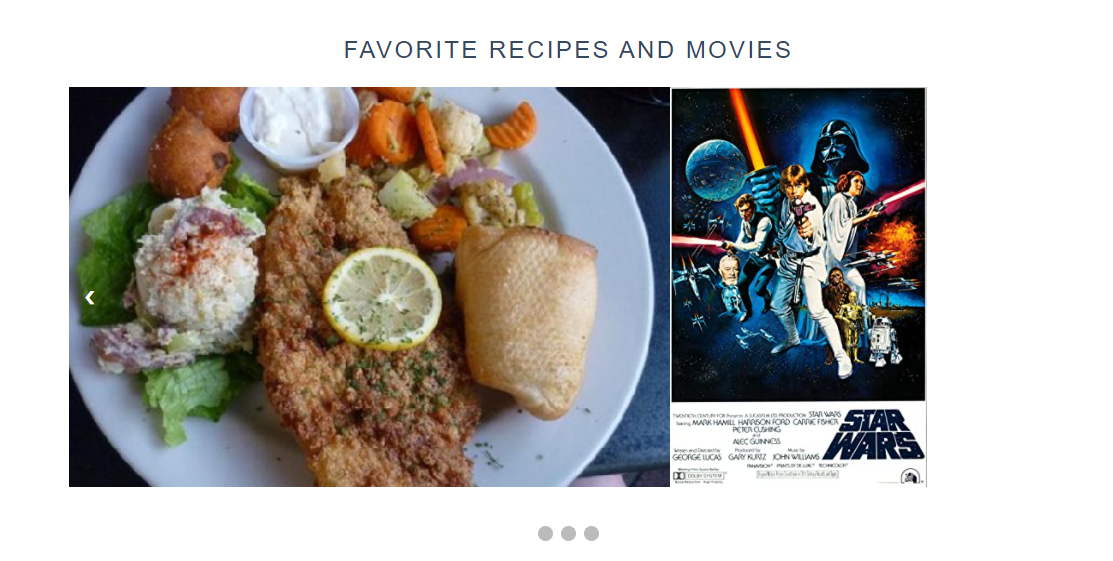 FAVORITE RECIPES AND MOVIES
‹
TWENTIETH CENTURY-FOX Presents A LUCASFILM LTD. PRODUCTION STAR WARS
Starring MARK HAMILL HARRISON FORD CARRIE FISHER
PETER CUSHING
and
ALEC GUINNESS
Written and Directed by GEORGE LUCAS
Produced by GARY KURTZ
Music by JOHN WILLIAMS
PANAVISION® PRINTS BY DE LUXE® TECHNICOLOR®
DOLBY SYSTEM
STAR
WARS